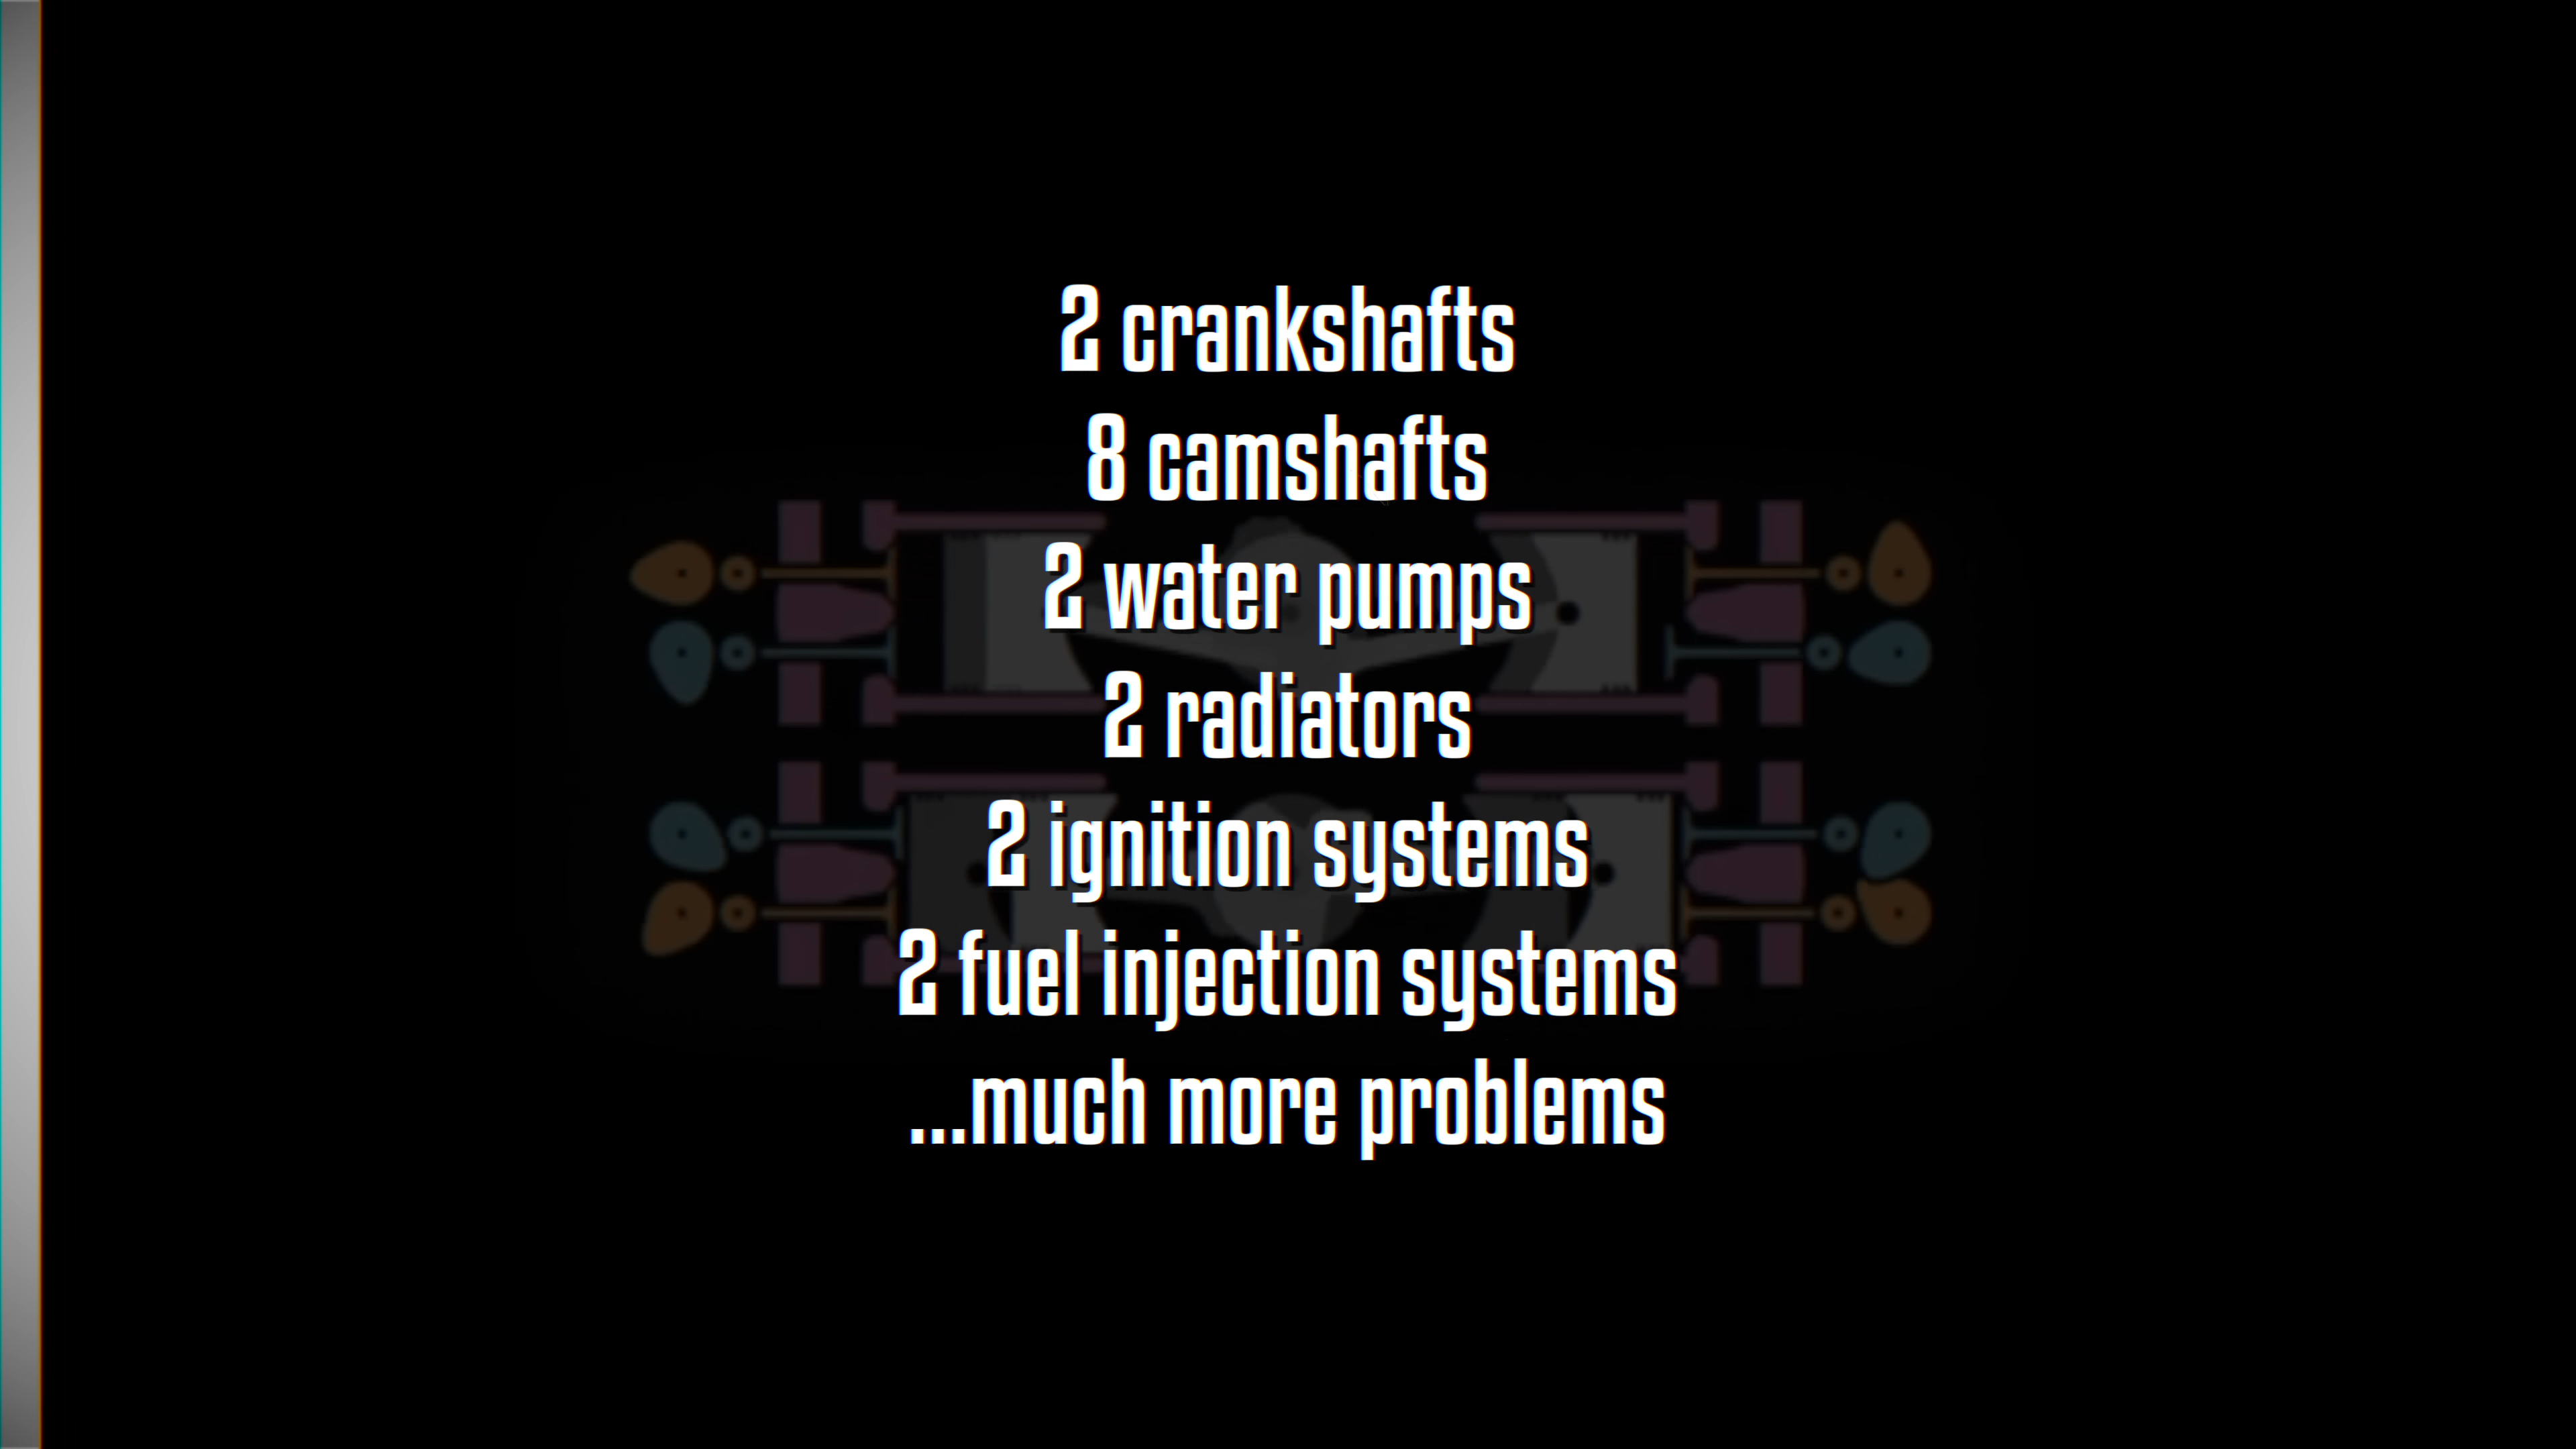 2 crankshafts
8 camshafts
2 water pumps
2 radiators
2 ignition systems
2 fuel injection systems
...much more problems